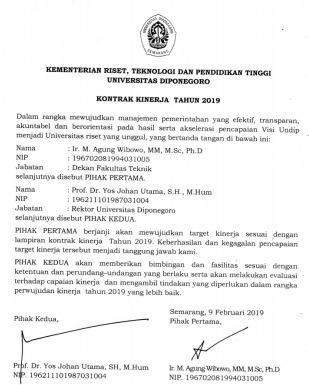 KEMENTERIAN RISET, TEKNOLOGI DAN PENDIDIKAN TINGGI
UNIVERSITAS DIPONEGORO
KONTRAK KINERJA TAHUN 2019
Dalam rangka mewujudkan manajemen pemerintahan yang efektif, transparan,
akuntabel dan berorientasi pada hasil serta akselerasi pencapaian Visi Undip
menjadi Universitas riset yang unggul, yang bertanda tangan di bawah ini:
Nama : Ir. M. Agung Wibowo, MM, M.Sc, Ph.D
NIP : 196702081994031005
Jabatan : Dekan Fakultas Teknik
selanjutnya disebut PIHAK PERTAMA.
Nama : Prof. Dr. Yos Johan Utama, S.H., M.Hum
NIP : 196211101987031004
Jabatan : Rektor Universitas Diponegoro
selanjutnya disebut PIHAK KEDUA.
PIHAK PERTAMA berjanji akan mewujudkan target kinerja sesuai dengan
lampiran kontrak kinerja Tahun 2019. Keberhasilan dan kegagalan pencapaian
target kinerja tersebut menjadi tanggung jawab kami.
PIHAK KEDUA akan memberikan bimbingan dan fasilitas sesuai dengan
ketentuan dan perundang-undangan yang berlaku serta akan melakukan evaluasi
terhadap capaian kinerja dan mengambil tindakan yang diperlukan dalam rangka
perwujudan kinerja tahun 2019 yang lebih baik.
Semarang, 9 Februari 2019
Pihak Kedua,
Pihak Pertama,
Prof. Dr. Yos Johan Utama, SH, M.Hum
NIP. 196211101987031004
Ir. M. Agung Wibowo, MM, M.Sc, Ph.D
NIP. 196702081994031005